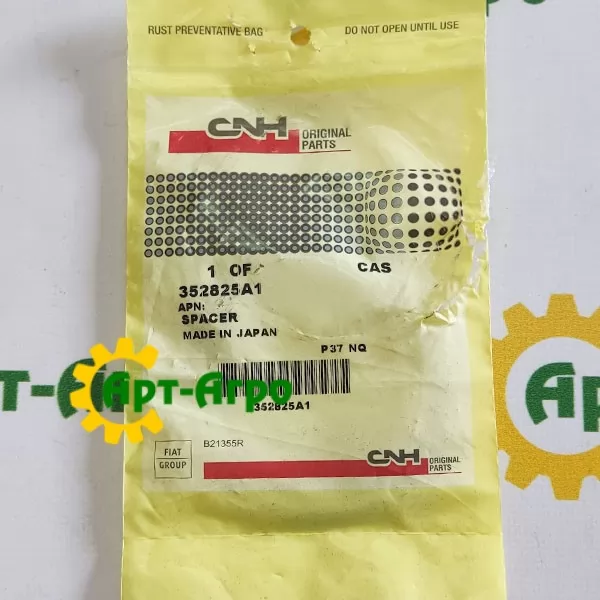 RUST PREVENTATIVE BAG
DO NOT OPEN UNTIL USE
CNH
ORIGINAL
PARTS
1 OF
CAS
352825A1
APN:
SPACER
MADE IN JAPAN
P37 NQ
Арт-Агро
352825A1
B21355R
FIAT
GROUP
CNH
ORIGINAL
PARTS